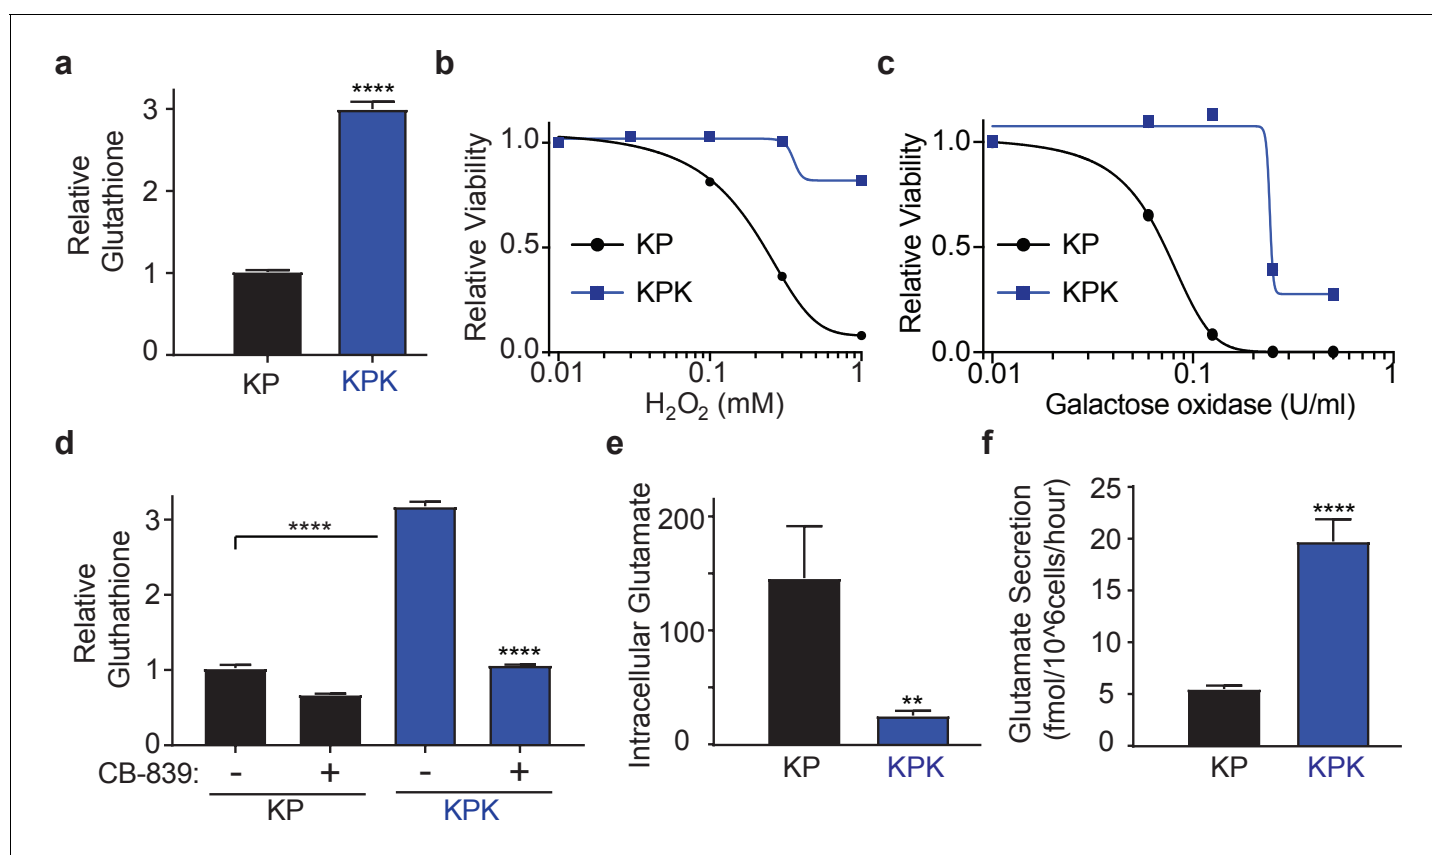 a
Relative
Glutathione
3
2
1
0
****
KP
KPK
b
Relative Viability
1.0
0.5
0.0
KP
KPK
0.01
0.1
1
H₂O₂ (mM)
c
Relative Viability
1.0
0.5
0.0
KP
KPK
0.01
0.1
1
Galactose oxidase (U/ml)
d
Relative
Gluthathione
3
2
1
0
****
****
CB-839: - + - +
KP
KPK
e
Intracellular Glutamate
200
100
0
**
KP
KPK
f
Glutamate Secretion
(fmol/10^6cells/hour)
25
20
15
10
5
0
****
KP
KPK